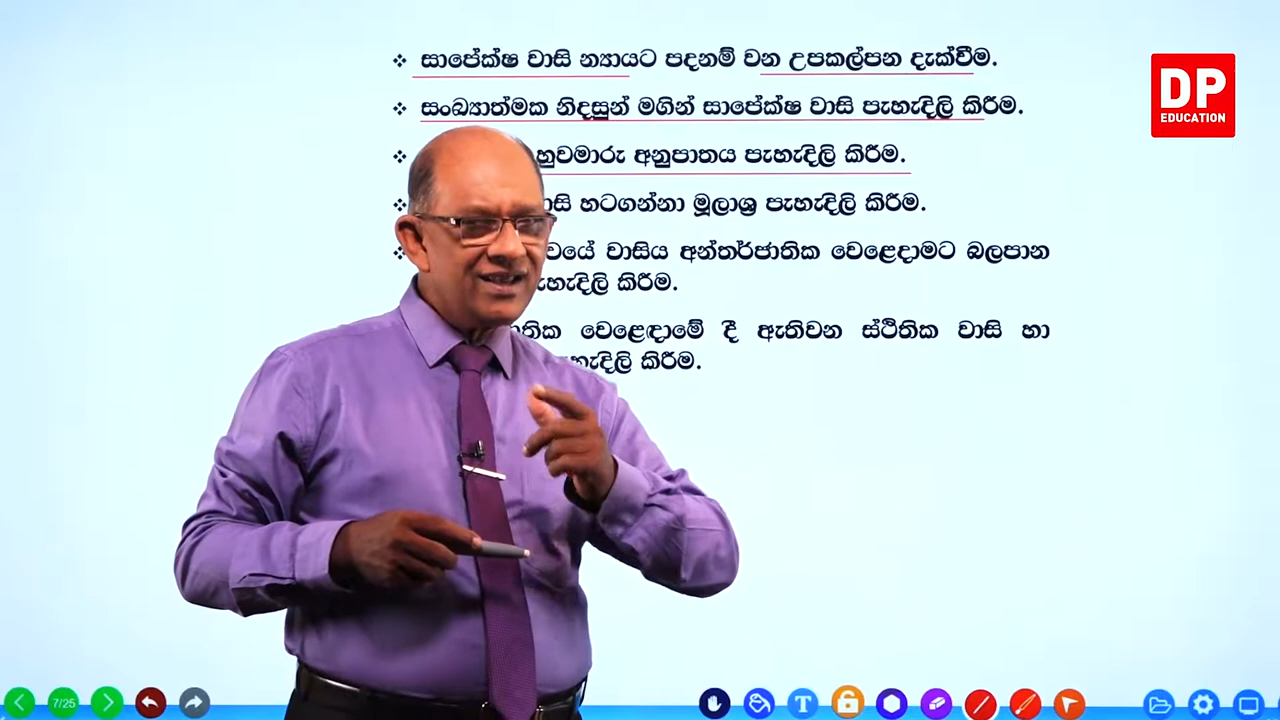 ❖ සාපේක්ෂ වාසි න්‍යායට පදනම් වන උපකල්පන දැක්වීම.
❖ සංඛ්‍යාත්මක නිදසුන් මගින් සාපේක්ෂ වාසි පැහැදිලි කිරීම.
❖ හුවමාරු අනුපාතය පැහැදිලි කිරීම.
❖ හටගන්නා මූලාශ්‍ර පැහැදිලි කිරීම.
❖ වාසිය අන්තර්ජාතික වෙළෙදාමට බලපාන
කිරීම.
වෙළෙඳාමේ දී ඇතිවන ස්ථිතික වාසි හා
කිරීම.
DP
EDUCATION
7/25
T